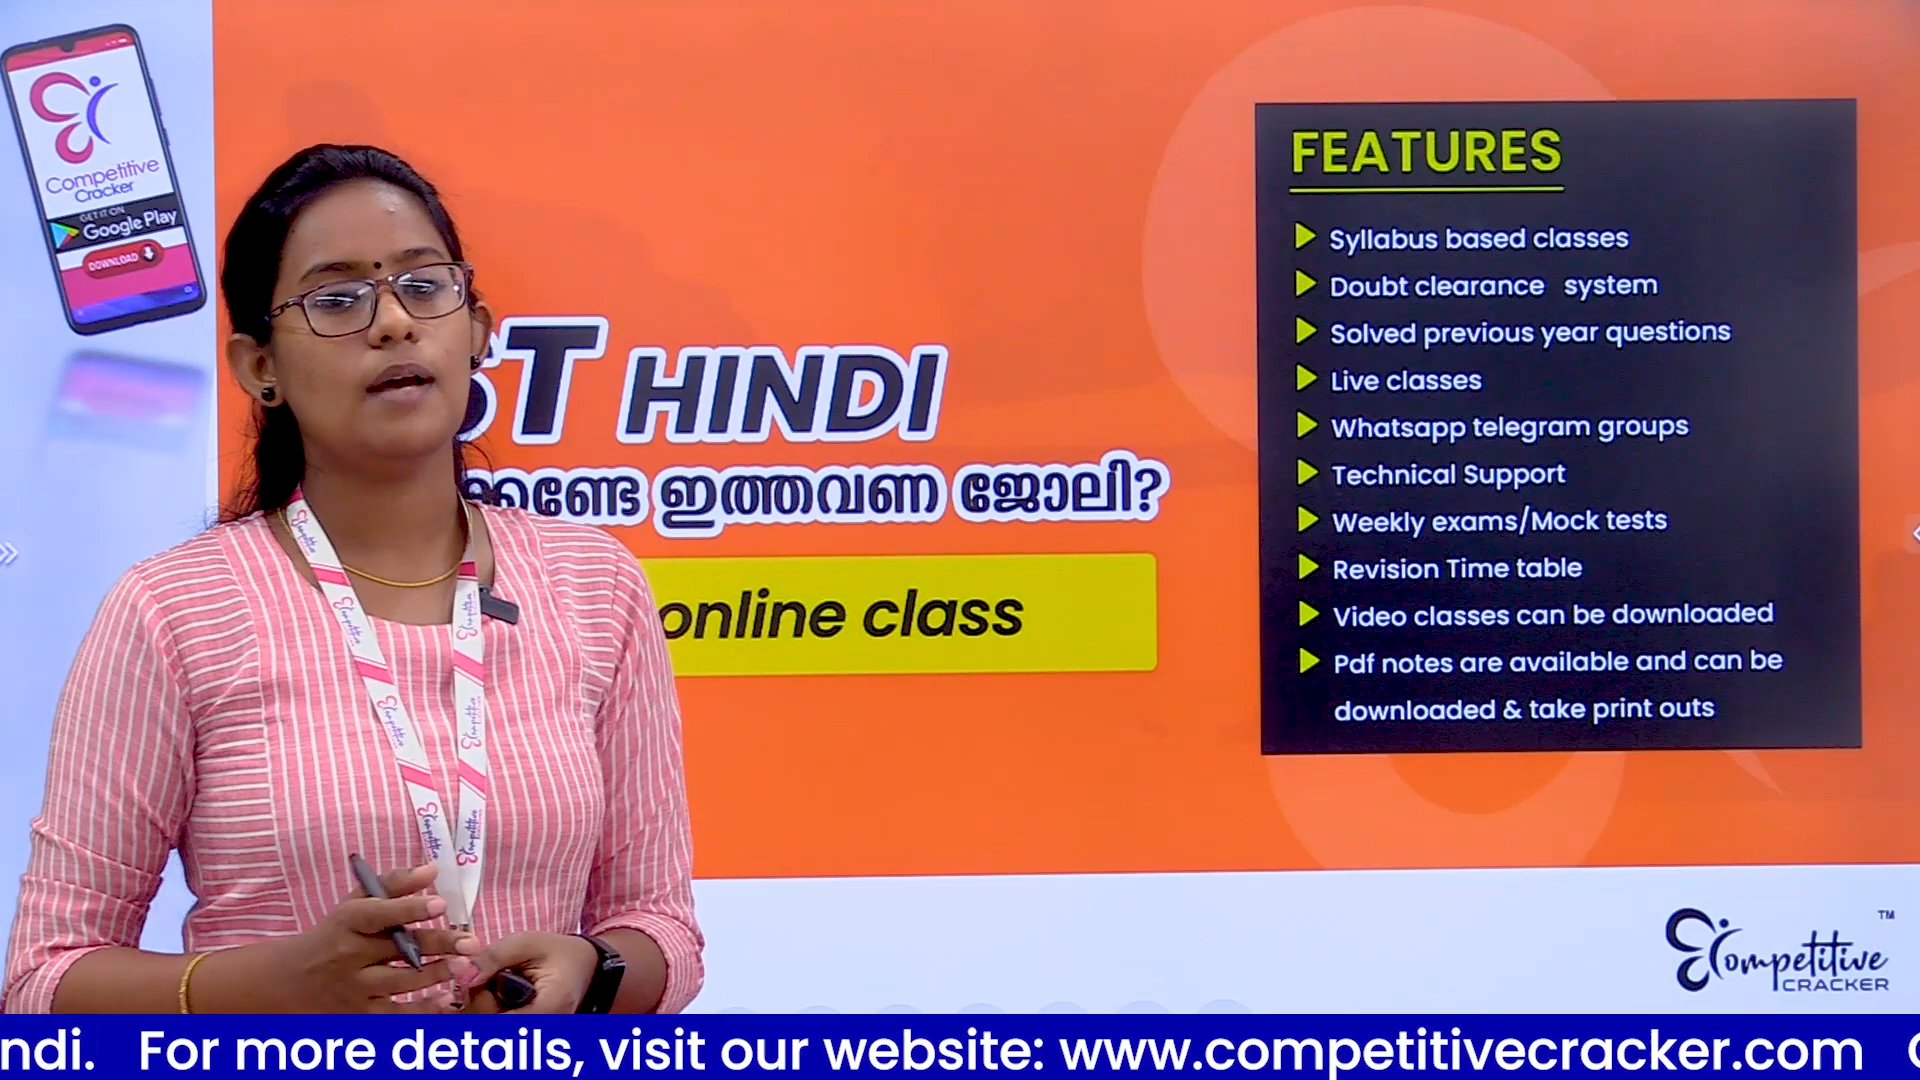 Competitive
Cracker
GET IT ON
Google Play
DOWNLOAD
ST HINDI
ഇത്തവണ ജോലി?
online class
FEATURES
Syllabus based classes
Doubt clearance system
Solved previous year questions
Live classes
Whatsapp telegram groups
Technical Support
Weekly exams/Mock tests
Revision Time table
Video classes can be downloaded
Pdf notes are available and can be
downloaded & take print outs
Competitive
CRACKER
TM
ndi. For more details, visit our website: www.competitivecracker.com